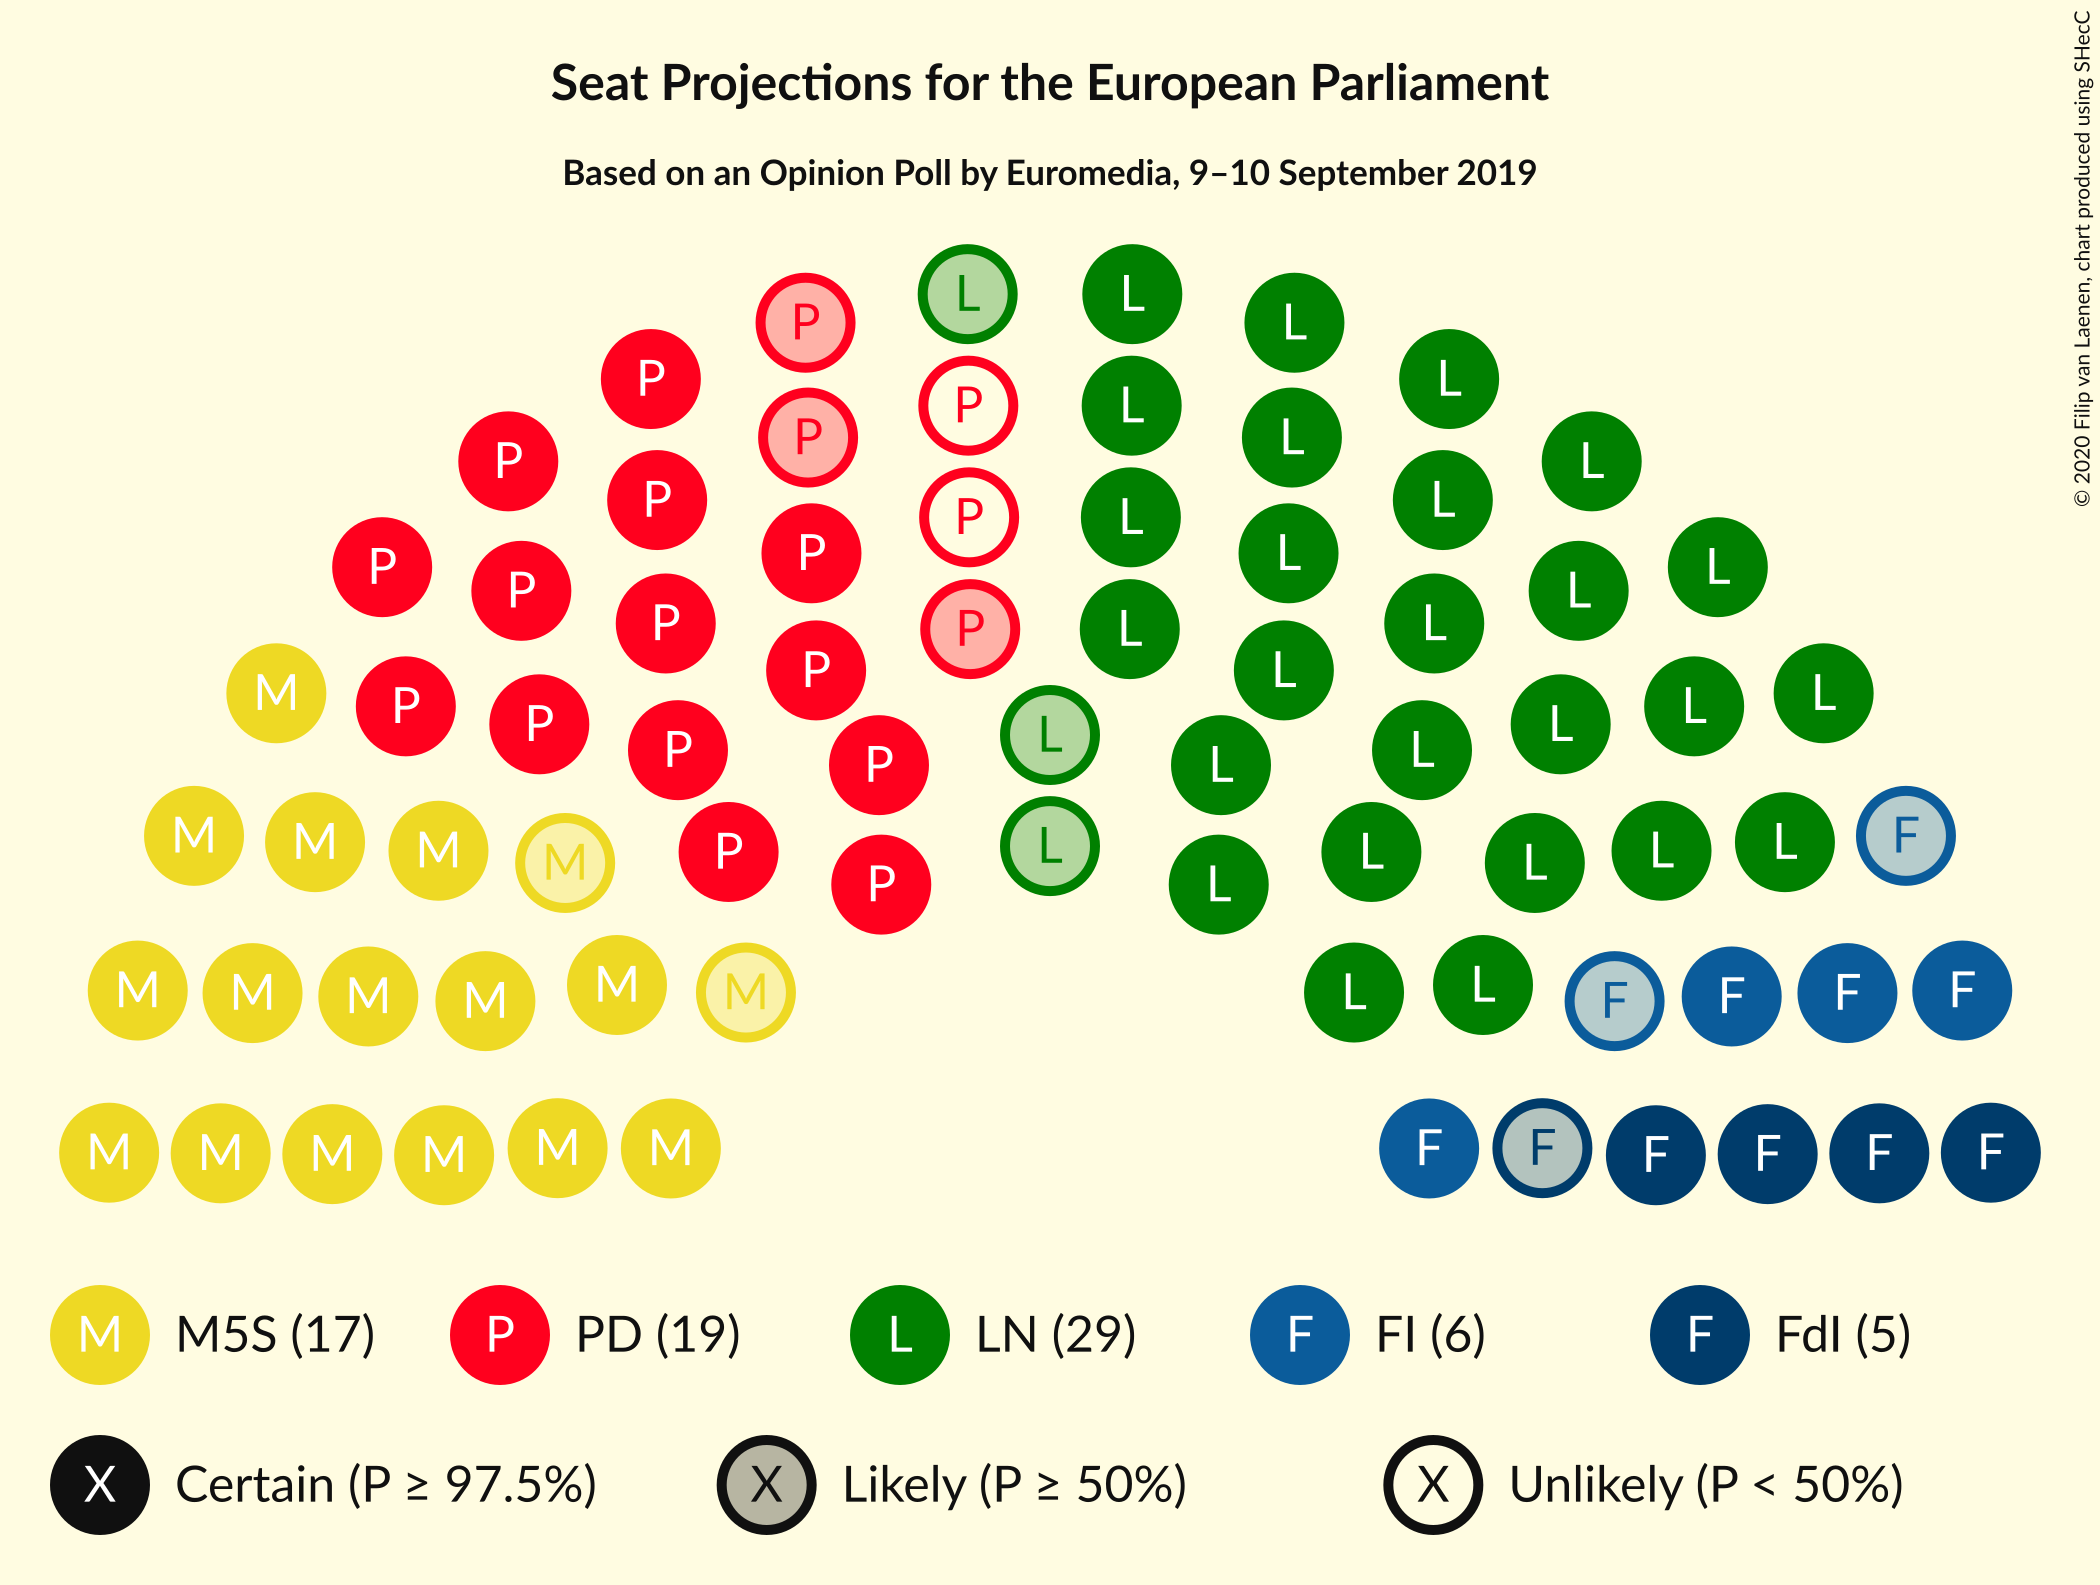 Seat Projections for the European Parliament
Based on an Opinion Poll by Euromedia, 9–10 September 2019
© 2020 Filip van Laenen, chart produced using SHecC
L L
P L
P L
P P L
P L
P L
P L
P L
P P L L
P P L L
P P L L
M P P L L
P P L L
P P L L L
M M M M P P L L L L L F
M M M M M M L L F F F F
M M M M M M F F F F F F
M M5S (17) P PD (19) L LN (29) F FI (6) F FdI (5)
X Certain (P ≥ 97.5%) X Likely (P ≥ 50%) X Unlikely (P < 50%)